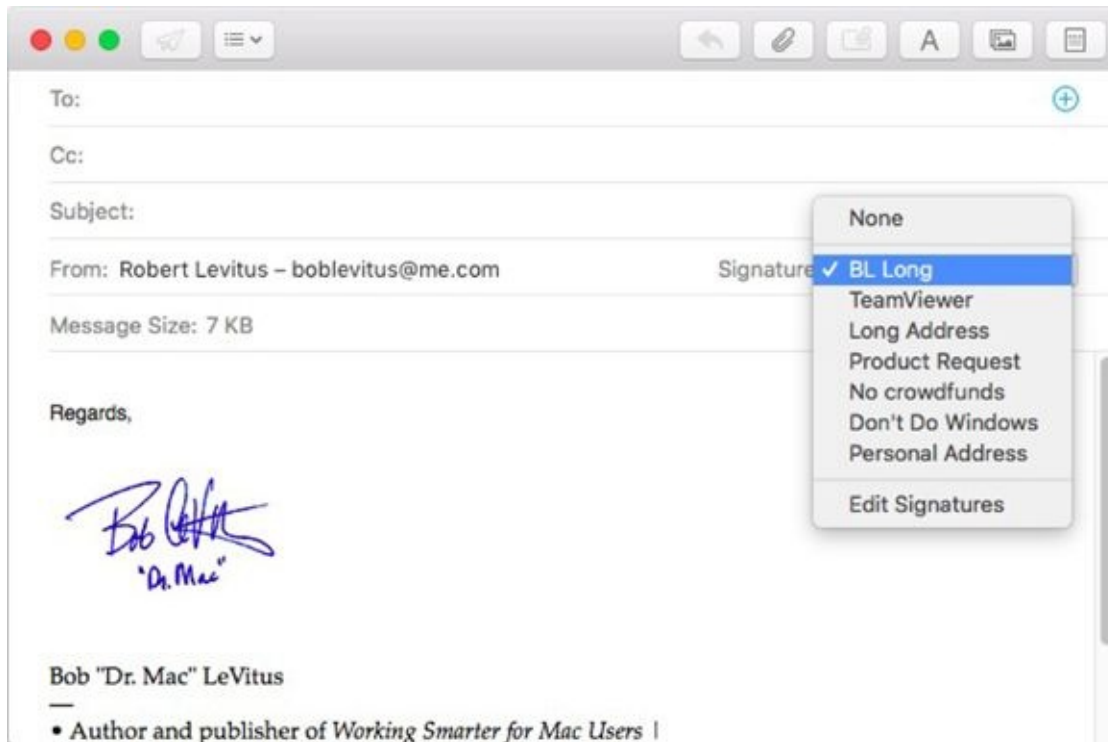 A
To:
Cc:
Subject:
None
From: Robert Levitus – boblevitus@me.com
Signature
✓ BL Long
TeamViewer
Long Address
Product Request
No crowdfunds
Don't Do Windows
Personal Address
Edit Signatures
Message Size: 7 KB
Regards,
Bob LeVitus
"Dr. Mac"
Bob "Dr. Mac" LeVitus
—
• Author and publisher of Working Smarter for Mac Users |